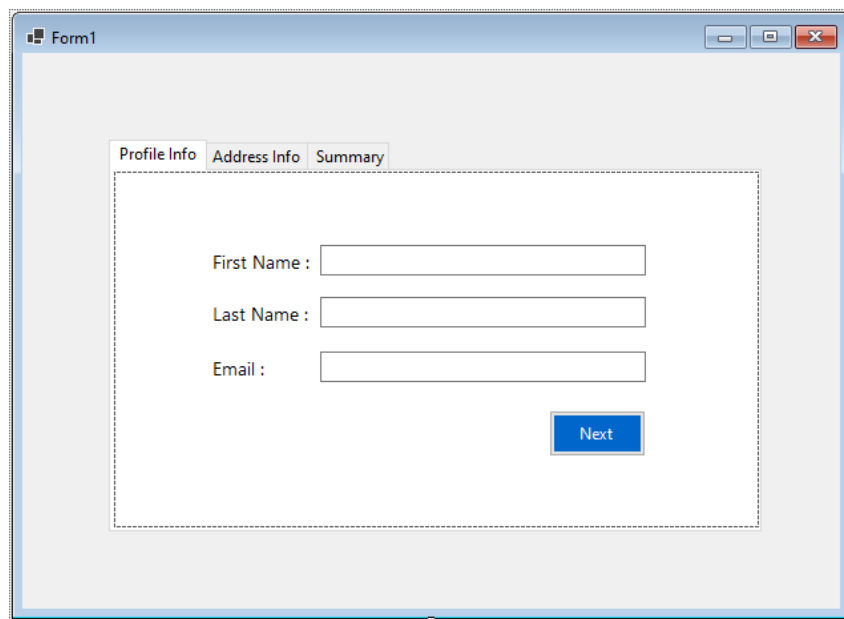 Form1
Profile Info Address Info Summary
First Name :
Last Name :
Email :
Next